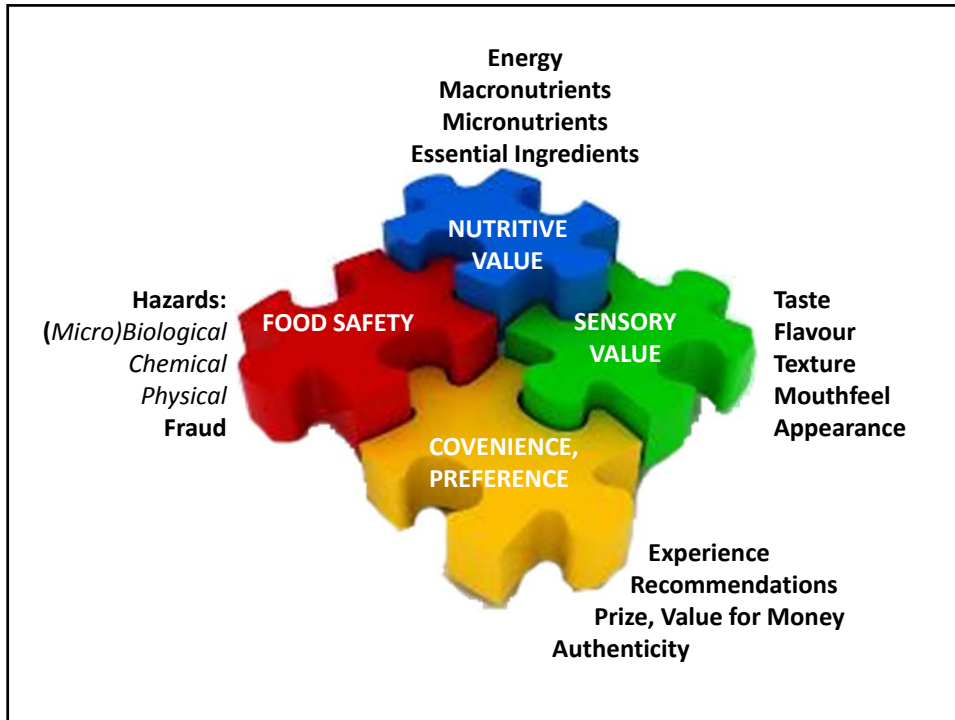 Energy
Macronutrients
Micronutrients
Essential Ingredients
NUTRITIVE
VALUE
Hazards:
(Micro)Biological
Chemical
Physical
Fraud
FOOD SAFETY
SENSORY
VALUE
Taste
Flavour
Texture
Mouthfeel
Appearance
COVENIENCE,
PREFERENCE
Experience
Recommendations
Prize, Value for Money
Authenticity